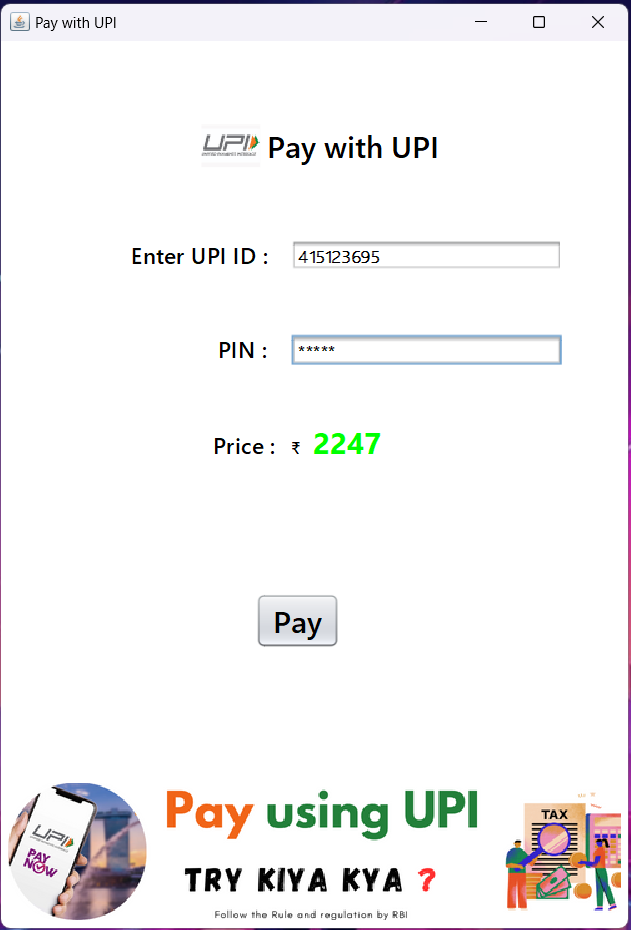 Pay with UPI
UPI Pay with UPI
Enter UPI ID : 415123695
PIN : *****
Price : ₹ 2247
Pay
Pay using UPI
UPI
PAY
NOW
TAX
TRY KIYA KYA ?
Follow the Rule and regulation by RBI